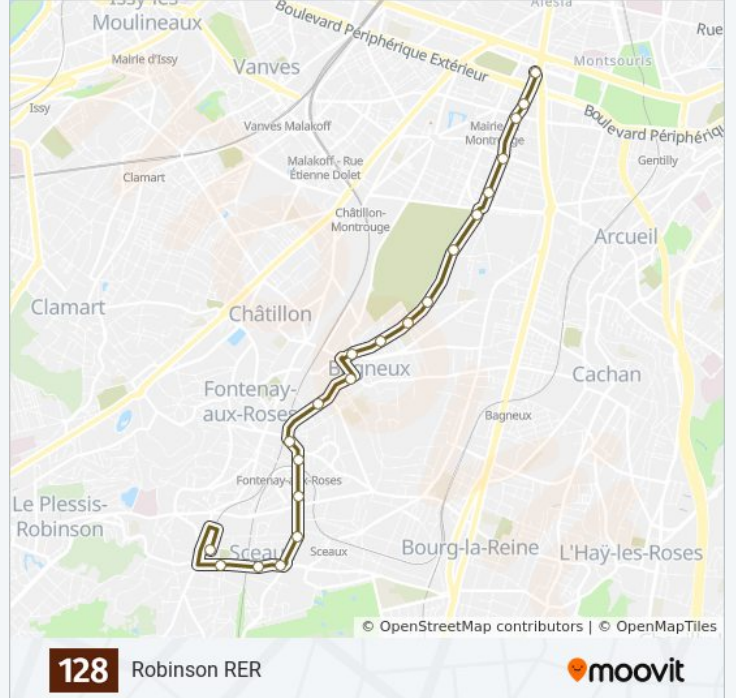 Issy-les-
Moulineaux
Alésia
Boulevard Périphérique Extérieur
Rue
Mairie d'Issy
Vanves
Montsouris
Issy
Vanves Malakoff
Mairie
Montrouge
Boulevard Périphériq
Malakoff - Rue
Étienne Dolet
Gentilly
Clamart
Châtillon-
Montrouge
Arcueil
Clamart
Châtillon
Bagneux
Cachan
Fontenay-
aux-Roses
Bagneux
Fontenay-aux-Roses
Le Plessis-
Robinson
Sceaux
Sceaux
Bourg-la-Reine
L'Haÿ-les-Roses
© OpenStreetMap contributors | © OpenMapTiles
128
Robinson RER
moovit